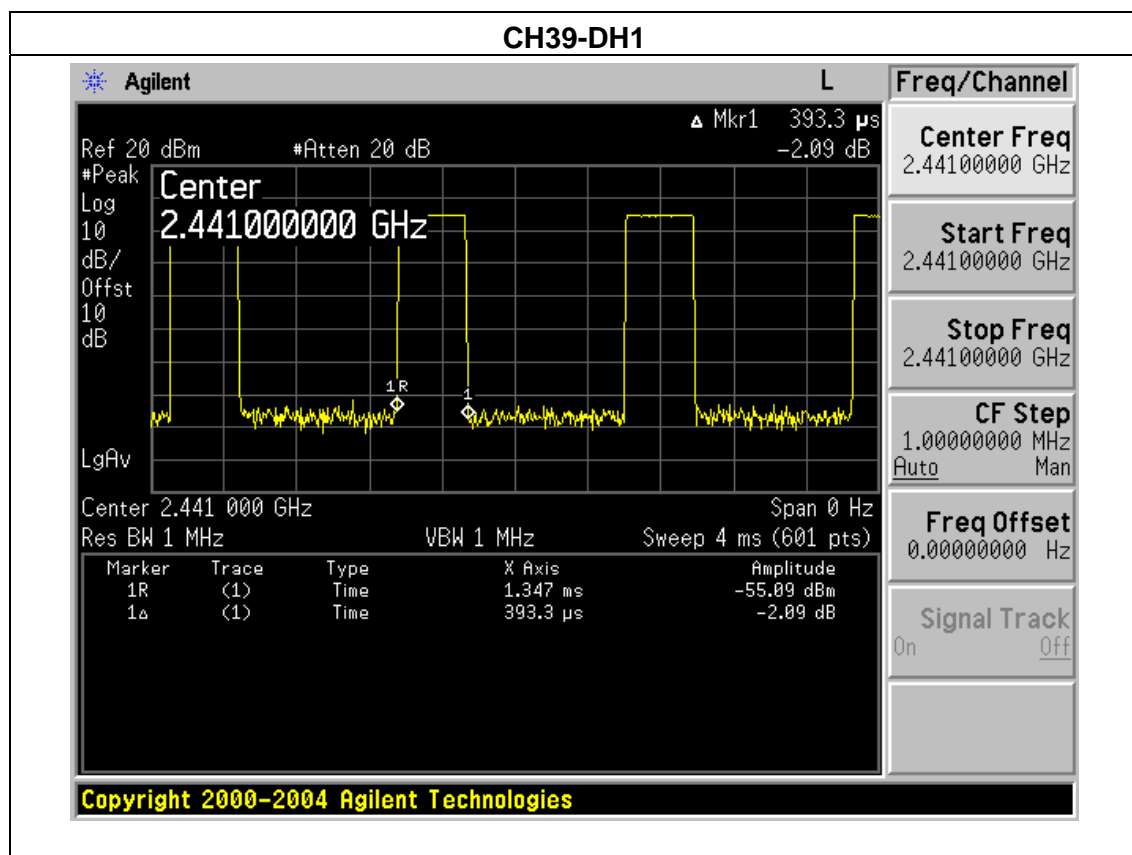 CH39-DH1
Agilent L Freq/Channel
▵ Mkr1 393.3 µs
Ref 20 dBm #Atten 20 dB -2.09 dB
#Peak
Log
10
dB/
Offst
10
dB
Center
2.441000000 GHz
1R
1
LgAv
Center 2.441 000 GHz Span 0 Hz
Res BW 1 MHz VBW 1 MHz Sweep 4 ms (601 pts)
Marker Trace Type X Axis Amplitude
1R (1) Time 1.347 ms -55.09 dBm
1▵ (1) Time 393.3 µs -2.09 dB
Center Freq
2.44100000 GHz
Start Freq
2.44100000 GHz
Stop Freq
2.44100000 GHz
CF Step
1.00000000 MHz
Auto Man
Freq Offset
0.00000000 Hz
Signal Track
On Off
Copyright 2000-2004 Agilent Technologies